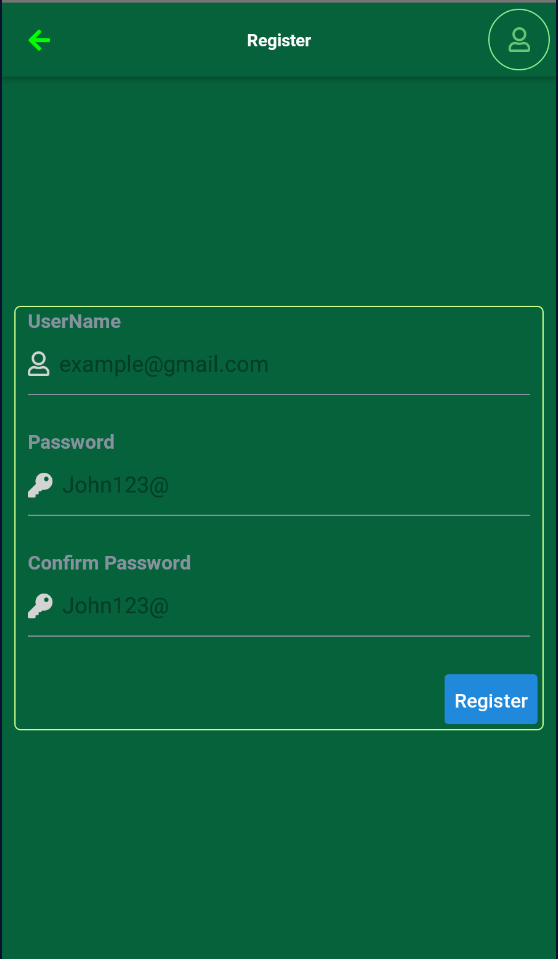 Register
UserName
example@gmail.com
Password
John123@
Confirm Password
John123@
Register